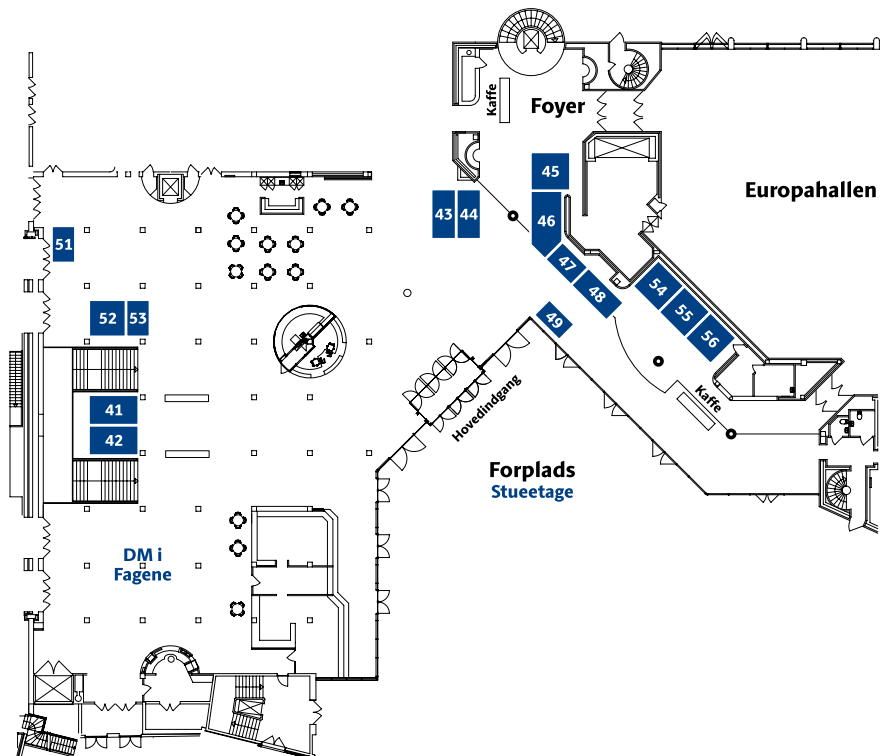 Kaffe
Foyer
Europahallen
45
43
44
46
51
47
48
54
52
53
49
55
56
41
42
Kaffe
Hovedindgang
Forplads
Stueetage
DM i
Fagene